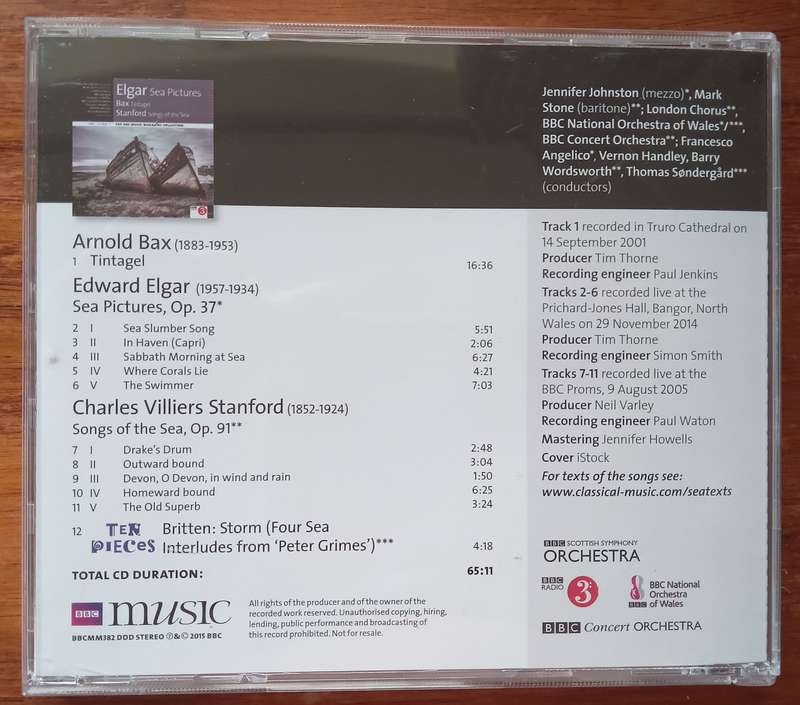 Elgar Sea Pictures
Bax Tintagel
Stanford Songs of the Sea
THE BBC MUSIC MAGAZINE COLLECTION
3
Jennifer Johnston (mezzo)*, Mark
Stone (baritone)**; London Chorus**,
BBC National Orchestra of Wales*/***,
BBC Concert Orchestra**; Francesco
Angelico*, Vernon Handley, Barry
Wordsworth**, Thomas Søndergård***
(conductors)
Arnold Bax (1883-1953)
1 Tintagel 16:36
Edward Elgar (1957-1934)
Sea Pictures, Op. 37*
2 I Sea Slumber Song 5:51
3 II In Haven (Capri) 2:06
4 III Sabbath Morning at Sea 6:27
5 IV Where Corals Lie 4:21
6 V The Swimmer 7:03
Charles Villiers Stanford (1852-1924)
Songs of the Sea, Op. 91**
7 I Drake's Drum 2:48
8 II Outward bound 3:04
9 III Devon, O Devon, in wind and rain 1:50
10 IV Homeward bound 6:25
11 V The Old Superb 3:24
12 TEN PIECES Britten: Storm (Four Sea
Interludes from 'Peter Grimes')*** 4:18
TOTAL CD DURATION: 65:11
BBC music
BBCMM382 DDD STEREO ℗&© 2015 BBC
All rights of the producer and of the owner of the
recorded work reserved. Unauthorised copying, hiring,
lending, public performance and broadcasting of
this record prohibited. Not for resale.
Track 1 recorded in Truro Cathedral on
14 September 2001
Producer Tim Thorne
Recording engineer Paul Jenkins
Tracks 2-6 recorded live at the
Prichard-Jones Hall, Bangor, North
Wales on 29 November 2014
Producer Tim Thorne
Recording engineer Simon Smith
Tracks 7-11 recorded live at the
BBC Proms, 9 August 2005
Producer Neil Varley
Recording engineer Paul Waton
Mastering Jennifer Howells
Cover iStock
For texts of the songs see:
www.classical-music.com/seatexts
BBC SCOTTISH SYMPHONY
ORCHESTRA
BBC RADIO 3
BBC National
Orchestra
of Wales
BBC
BBC Concert ORCHESTRA